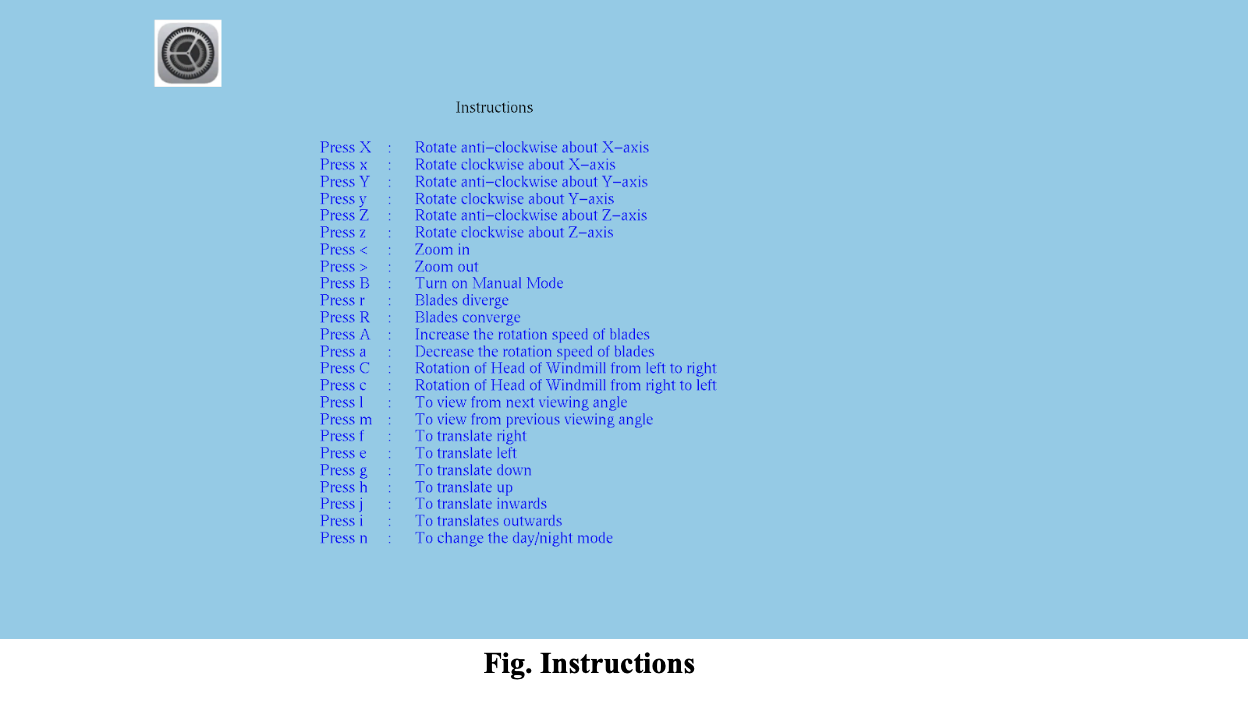 Instructions
Press X : Rotate anti-clockwise about X-axis
Press x : Rotate clockwise about X-axis
Press Y : Rotate anti-clockwise about Y-axis
Press y : Rotate clockwise about Y-axis
Press Z : Rotate anti-clockwise about Z-axis
Press z : Rotate clockwise about Z-axis
Press < : Zoom in
Press > : Zoom out
Press B : Turn on Manual Mode
Press r : Blades diverge
Press R : Blades converge
Press A : Increase the rotation speed of blades
Press a : Decrease the rotation speed of blades
Press C : Rotation of Head of Windmill from left to right
Press c : Rotation of Head of Windmill from right to left
Press l : To view from next viewing angle
Press m : To view from previous viewing angle
Press f : To translate right
Press e : To translate left
Press g : To translate down
Press h : To translate up
Press j : To translate inwards
Press i : To translates outwards
Press n : To change the day/night mode
Fig. Instructions